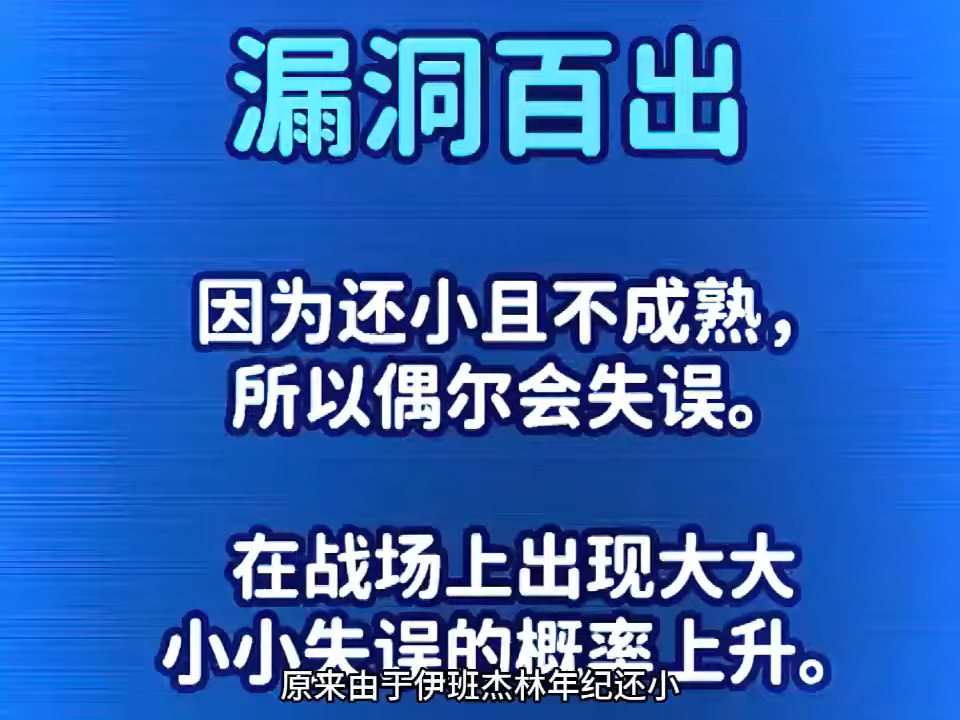 漏洞百出
因为还小且不成熟，
所以偶尔会失误。
在战场上出现大大
小小失误的概率上升。
原来由于伊班杰林年纪还小